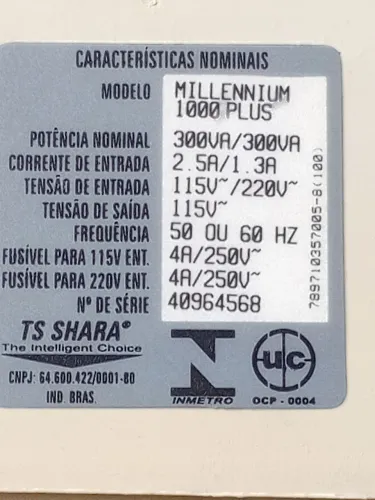 CARACTERÍSTICAS NOMINAIS
MODELO MILLENNIUM
1000 PLUS
POTÊNCIA NOMINAL 300VA/300VA
CORRENTE DE ENTRADA 2.5A/1.3A
TENSÃO DE ENTRADA 115V~/220V~
TENSÃO DE SAÍDA 115V~
FREQUÊNCIA 50 OU 60 HZ
FUSÍVEL PARA 115V ENT. 4A/250V~
FUSÍVEL PARA 220V ENT. 4A/250V~
Nº DE SÉRIE 40964568
789710357005-8(100)
TS SHARA®
The Intelligent Choice
CNPJ: 64.600.422/0001-80
IND. BRAS.
INMETRO
UC
OCP - 0004